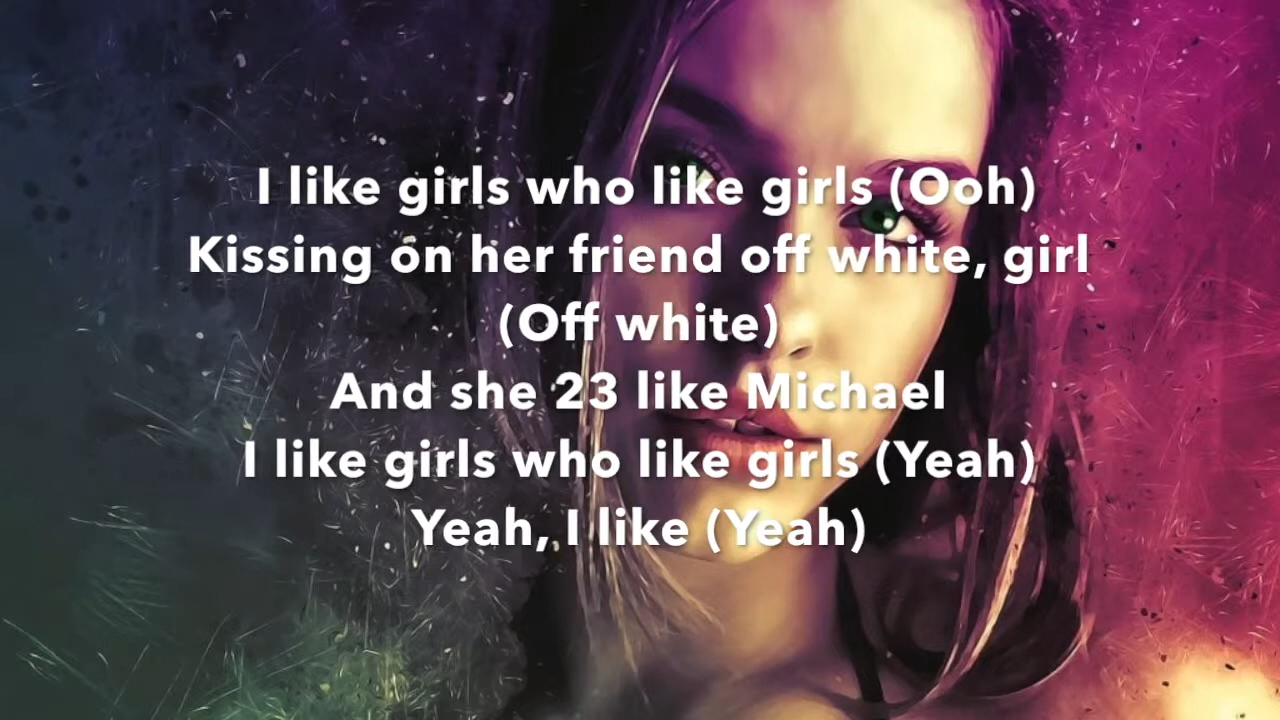 I like girls who like girls (Ooh)
Kissing on her friend off white, girl
(Off white)
And she 23 like Michael
I like girls who like girls (Yeah)
Yeah, I like (Yeah)